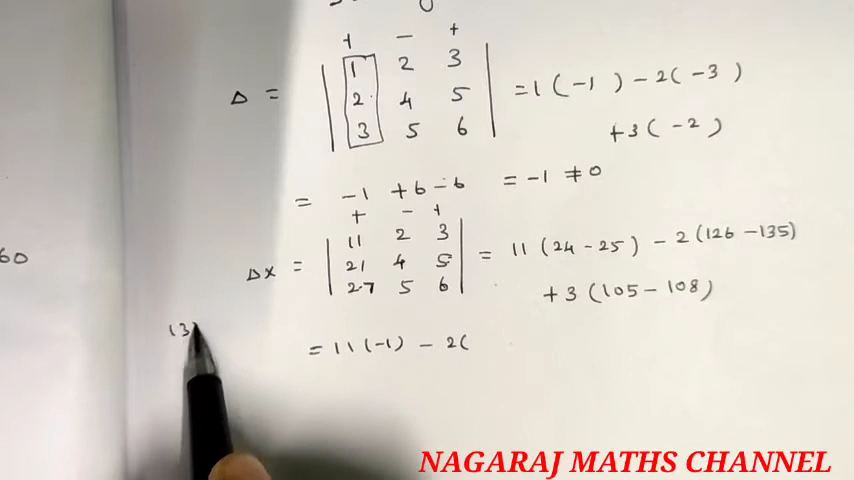 + - +
Δ = | 1 2 3 | = 1 ( -1 ) - 2( -3 )
| 2 4 5 |
| 3 5 6 | +3 ( -2 )
= -1 +6 -6 = -1 ≠ 0
+ - +
Δx = | 11 2 3 | = 11 (24 - 25) - 2 (126 - 135)
| 21 4 5 |
| 27 5 6 | + 3 (105 - 108)
60
(3
= 11 (-1) - 2(
NAGARAJ MATHS CHANNEL